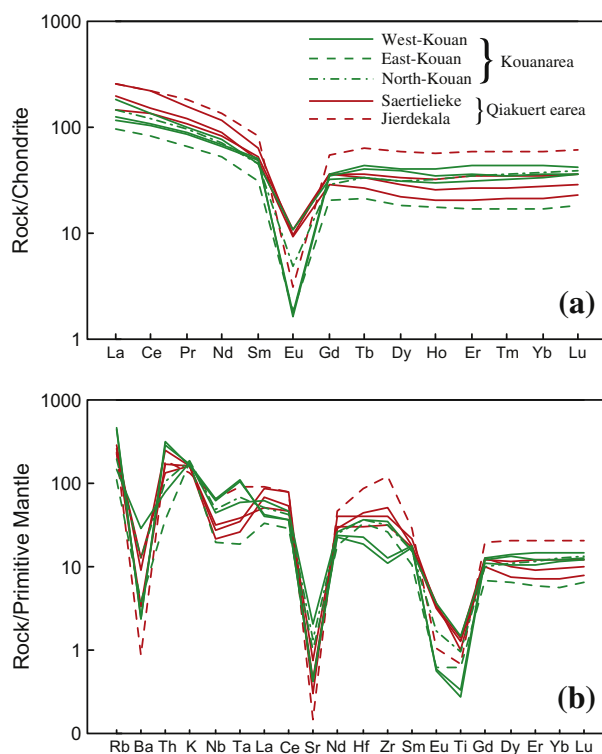 1000
100
10
1
Rock/Chondrite
West-Kouan
East-Kouan
North-Kouan
Kouanarea
Saertielieke
Jierdekala
Qiakuert earea
(a)
La Ce Pr Nd Sm Eu Gd Tb Dy Ho Er Tm Yb Lu
1000
100
10
1
0
Rock/Primitive Mantle
(b)
Rb Ba Th K Nb Ta La Ce Sr Nd Hf Zr Sm Eu Ti Gd Dy Er Yb Lu